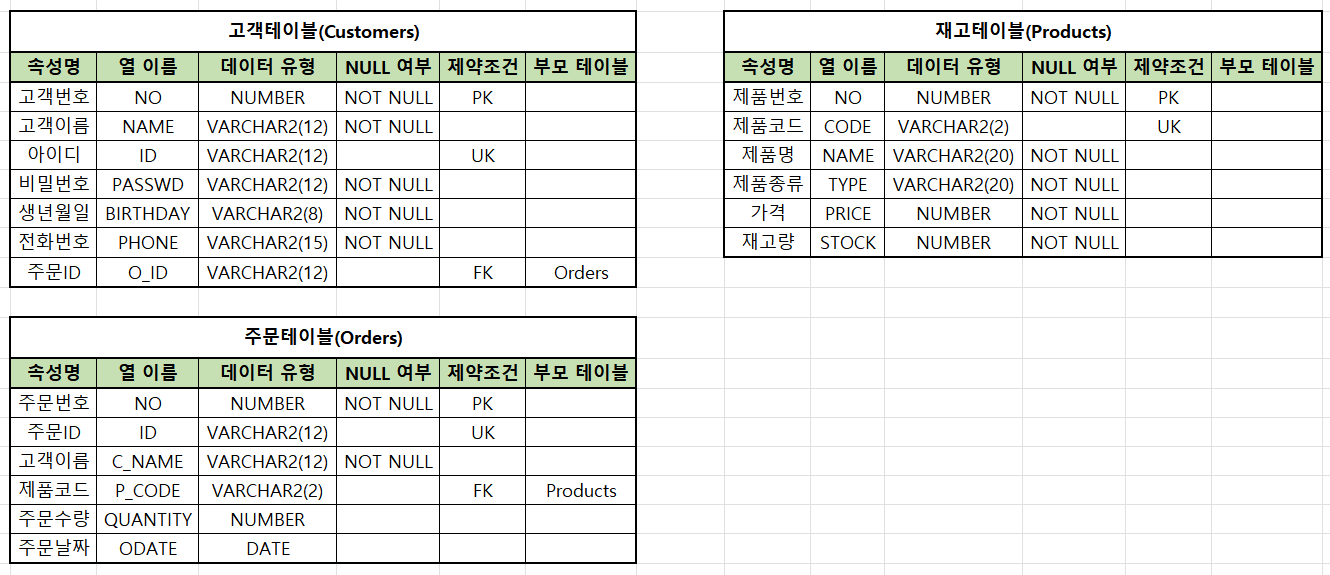 고객테이블(Customers)
속성명 열 이름 데이터 유형 NULL 여부 제약조건 부모 테이블
고객번호 NO NUMBER NOT NULL PK
고객이름 NAME VARCHAR2(12) NOT NULL
아이디 ID VARCHAR2(12) UK
비밀번호 PASSWD VARCHAR2(12) NOT NULL
생년월일 BIRTHDAY VARCHAR2(8) NOT NULL
전화번호 PHONE VARCHAR2(15) NOT NULL
주문ID O_ID VARCHAR2(12) FK Orders
재고테이블(Products)
속성명 열 이름 데이터 유형 NULL 여부 제약조건 부모 테이블
제품번호 NO NUMBER NOT NULL PK
제품코드 CODE VARCHAR2(2) UK
제품명 NAME VARCHAR2(20) NOT NULL
제품종류 TYPE VARCHAR2(20) NOT NULL
가격 PRICE NUMBER NOT NULL
재고량 STOCK NUMBER NOT NULL
주문테이블(Orders)
속성명 열 이름 데이터 유형 NULL 여부 제약조건 부모 테이블
주문번호 NO NUMBER NOT NULL PK
주문ID ID VARCHAR2(12) UK
고객이름 C_NAME VARCHAR2(12) NOT NULL
제품코드 P_CODE VARCHAR2(2) FK Products
주문수량 QUANTITY NUMBER
주문날짜 ODATE DATE